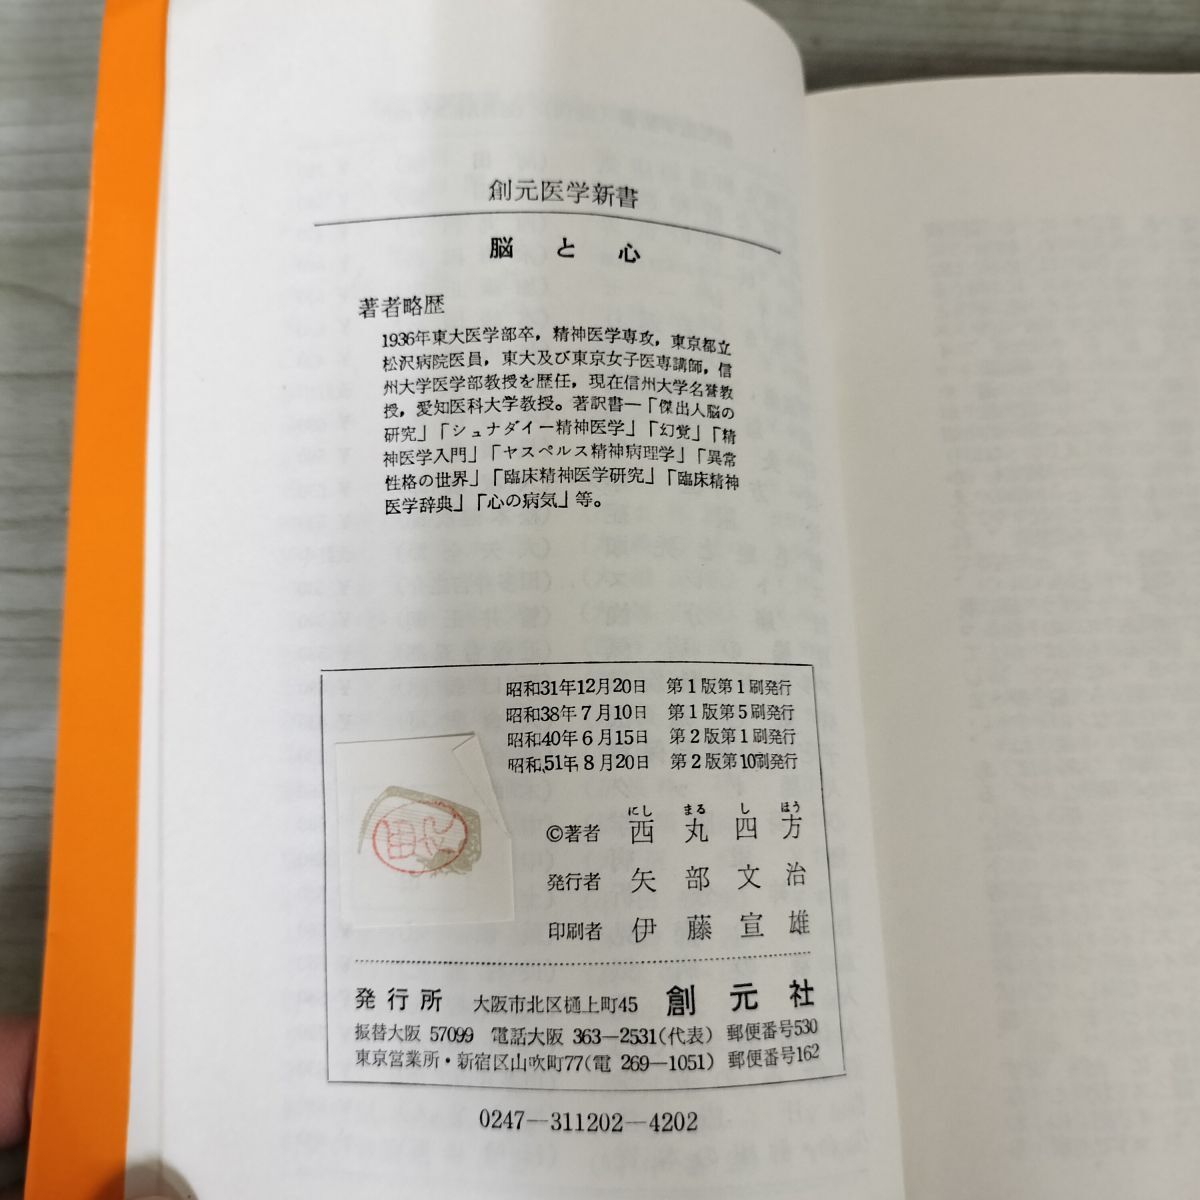 創元医学新書
脳と心
著者略歴
1936年東大医学部卒，精神医学専攻，東京都立
松沢病院医員，東大及び東京女子医専講師，信
州大学医学部教授を歴任，現在信州大学名誉教
授，愛知医科大学教授。著訳書―「傑出人脳の
研究」「シュナダイー精神医学」「幻覚」「精
神医学入門」「ヤスペルス精神病理学」「異常
性格の世界」「臨床精神医学研究」「臨床精神
医学辞典」「心の病気」等。
昭和31年12月20日 第1版第1刷発行
昭和38年7月10日 第1版第5刷発行
昭和40年6月15日 第2版第1刷発行
昭和51年8月20日 第2版第10刷発行
にし まる し ほう
©著者 西丸四方
発行者 矢部文治
印刷者 伊藤宣雄
発行所 大阪市北区樋上町45 創元社
振替大阪 57099 電話大阪 363―2531(代表) 郵便番号530
東京営業所・新宿区山吹町77(電 269―1051) 郵便番号162
0247―311202―4202